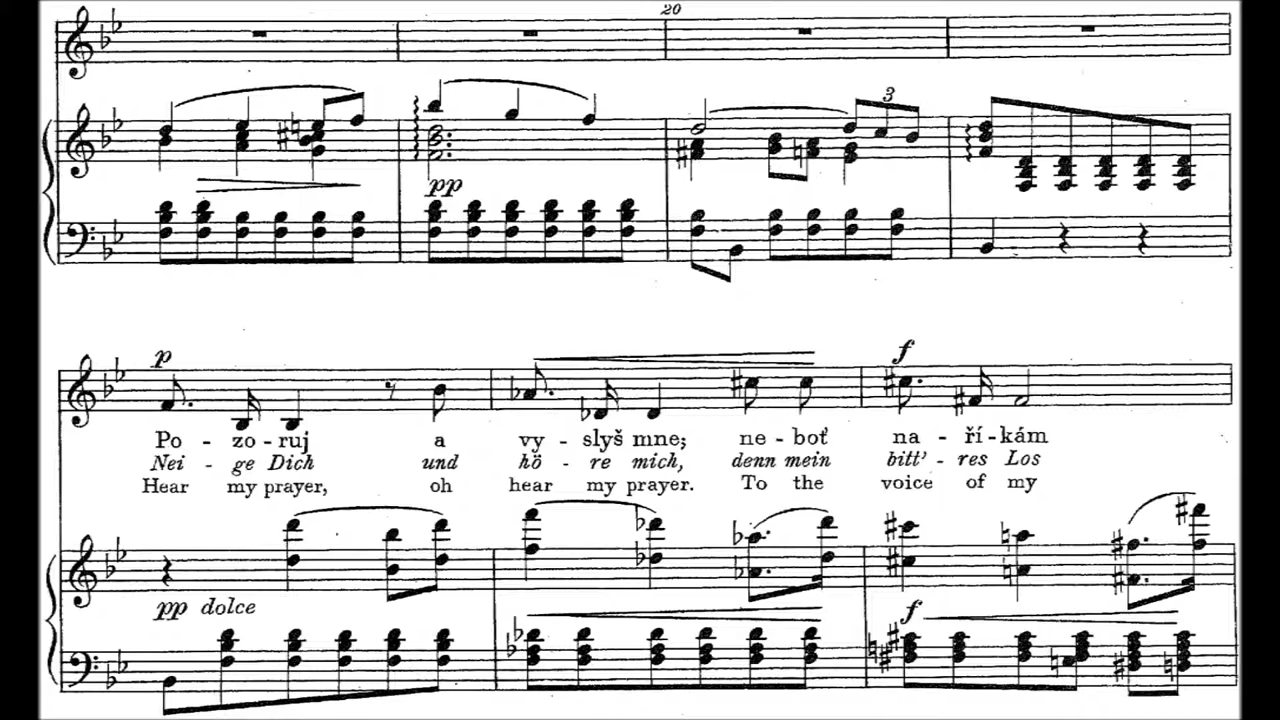 20
pp
3
p
f
Po - zo - ruj a vy - slyš mne; ne - boť na - ří - kám
Nei - ge Dich und hö - re mich, denn mein bitt' - res Los
Hear my prayer, oh hear my prayer. To the voice of my
pp dolce
f